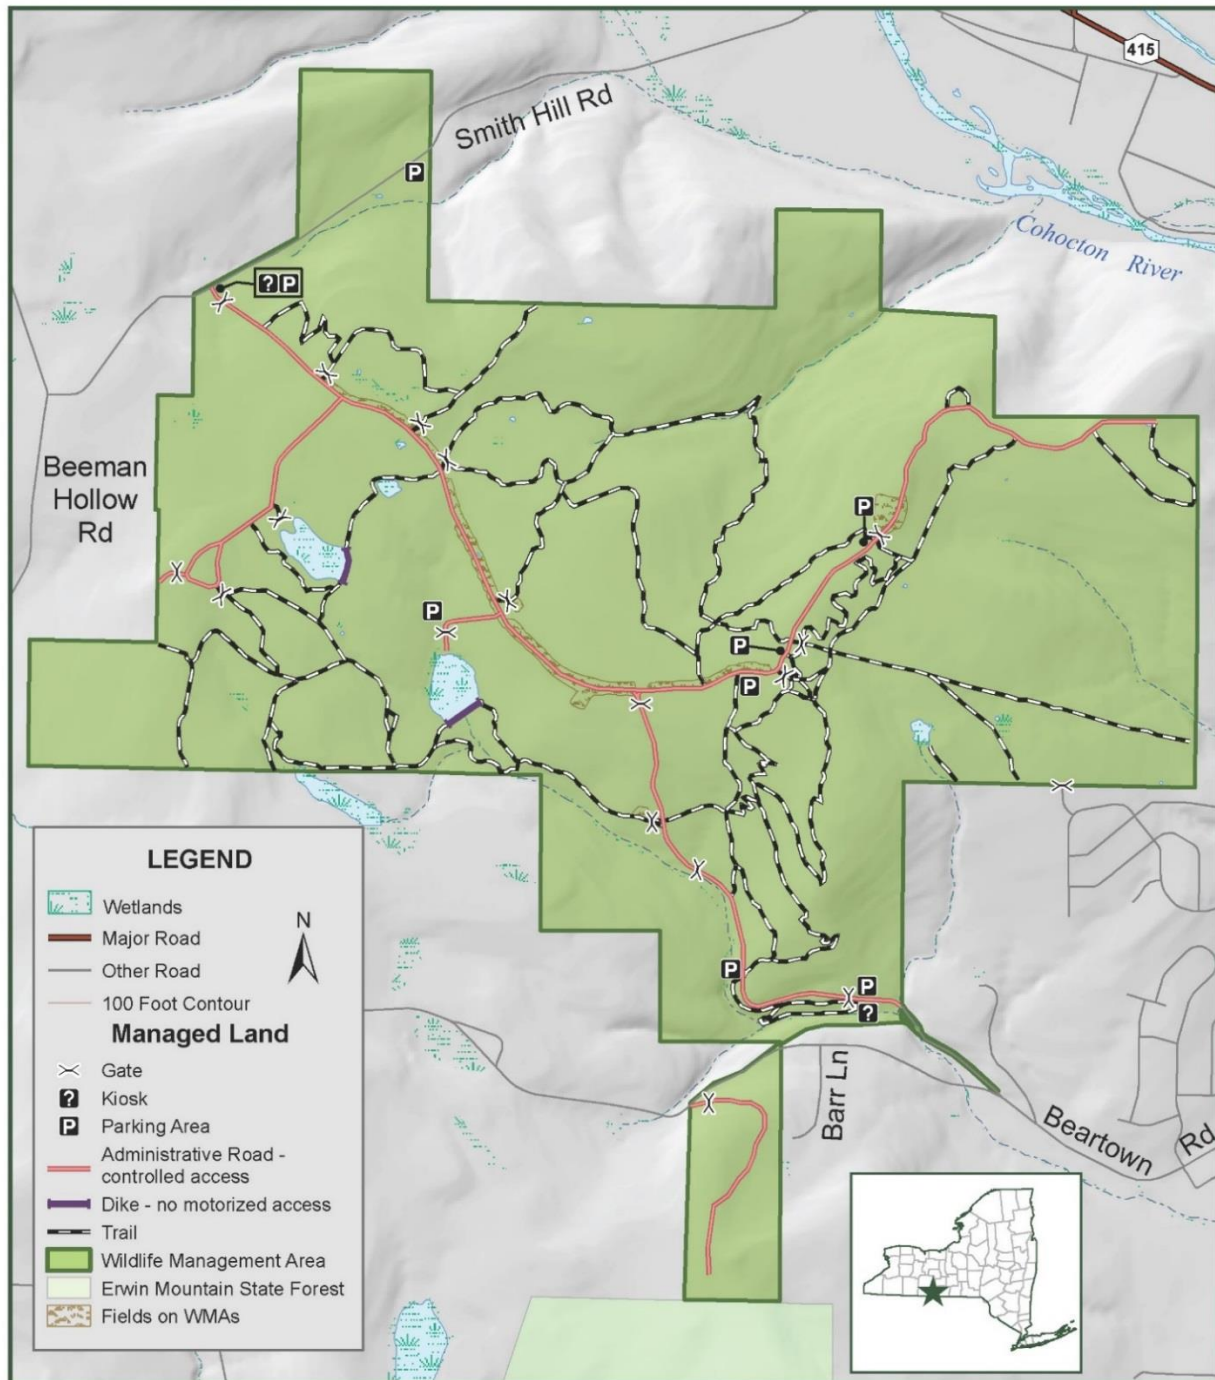 415
Smith Hill Rd
P
Cohocton River
? P
Beeman
Hollow
Rd
P
P
P
P
LEGEND
Wetlands
Major Road
Other Road
100 Foot Contour
N
Managed Land
Gate
? Kiosk
P Parking Area
Administrative Road -
controlled access
Dike - no motorized access
Trail
Wildlife Management Area
Erwin Mountain State Forest
Fields on WMAs
P
P
?
Barr Ln
Beartown Rd